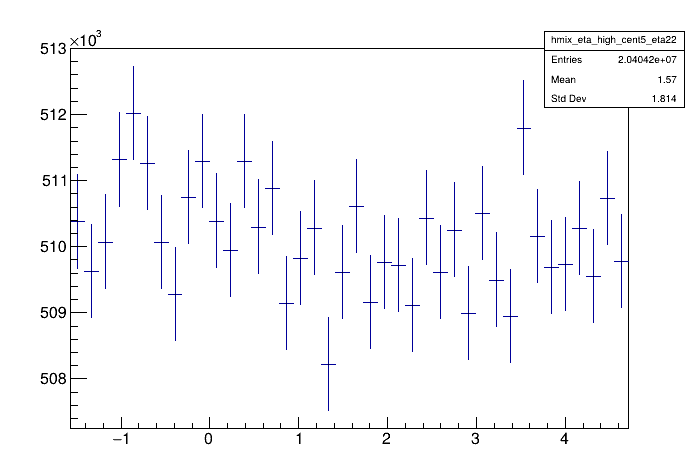 ×10³
hmix_eta_high_cent5_eta22
Entries 2.04042e+07
Mean 1.57
Std Dev 1.814
513
512
511
510
509
508
−1 0 1 2 3 4